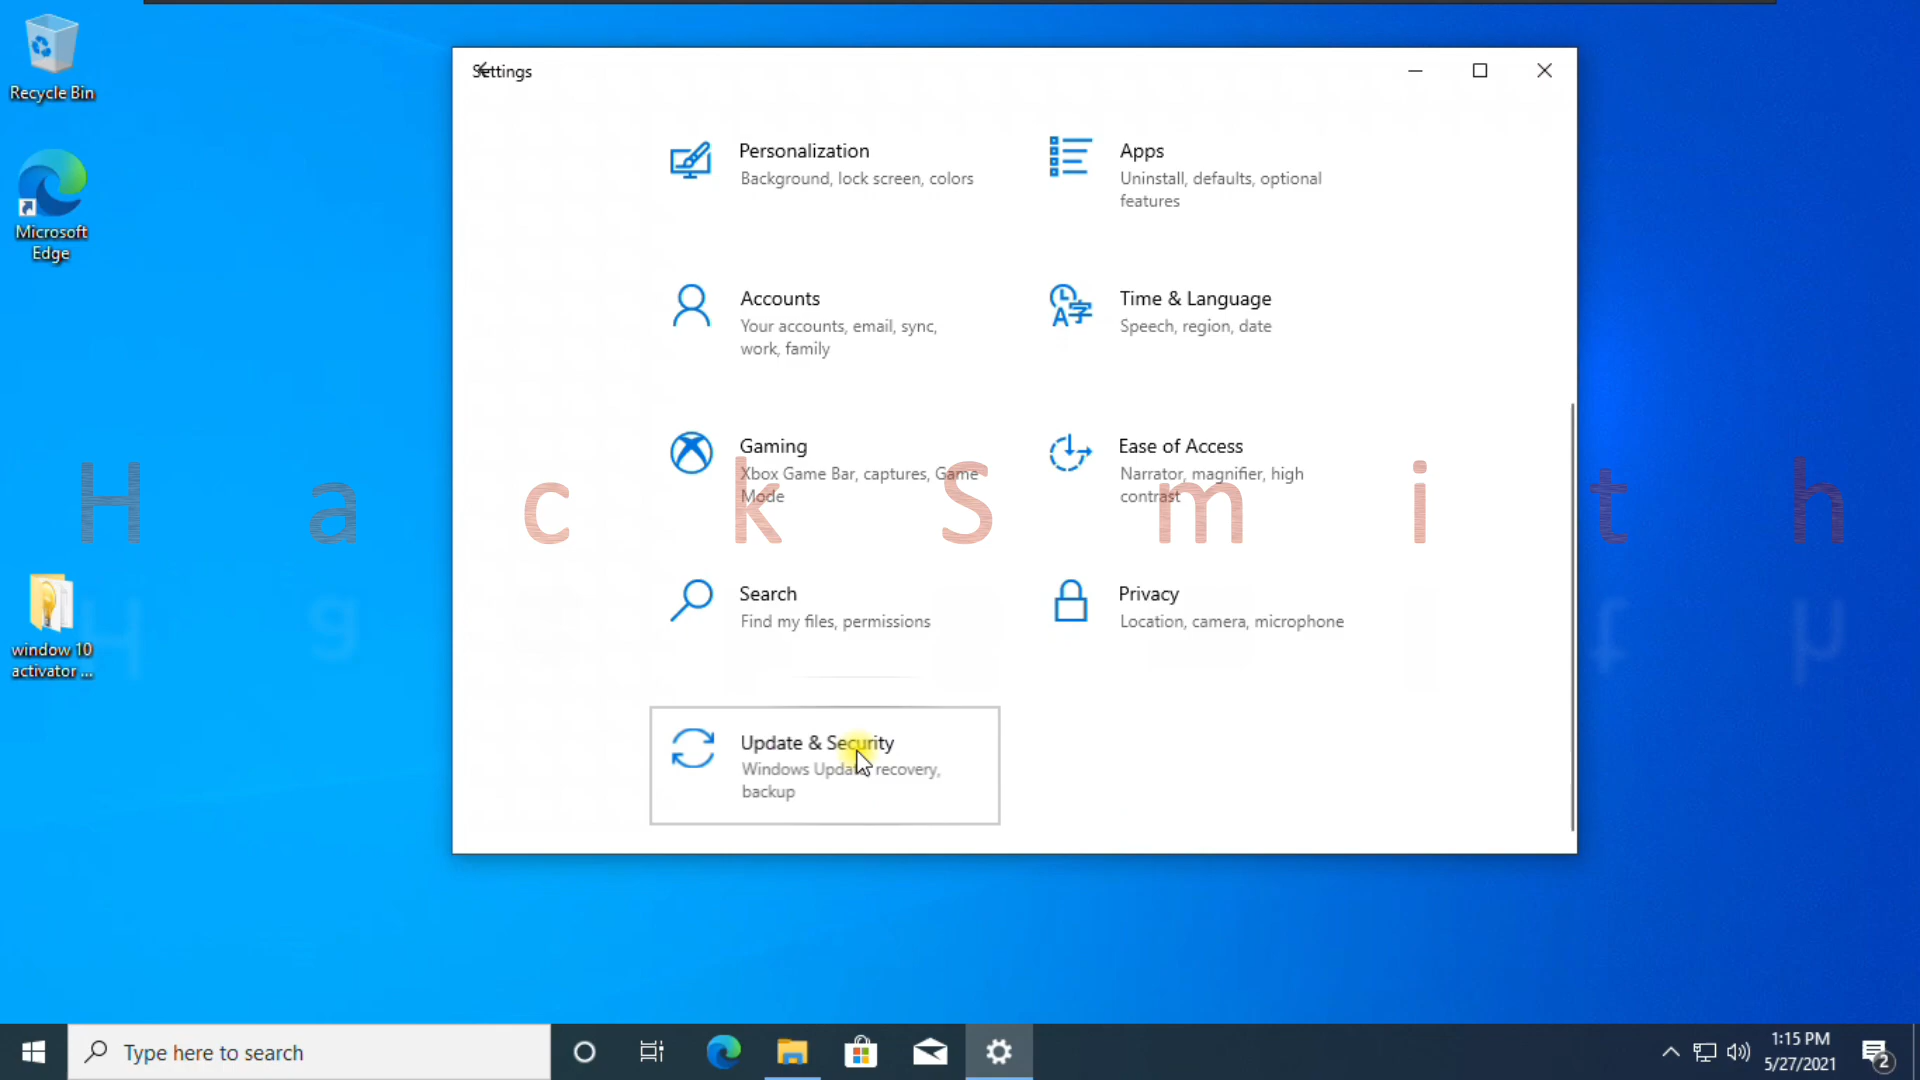 Recycle Bin
Microsoft
Edge
window 10
activator ...
Settings
Personalization
Background, lock screen, colors
Apps
Uninstall, defaults, optional
features
Accounts
Your accounts, email, sync,
work, family
Time & Language
Speech, region, date
Gaming
Xbox Game Bar, captures, Game
Mode
Ease of Access
Narrator, magnifier, high
contrast
H a c k S m i t h
Search
Find my files, permissions
Privacy
Location, camera, microphone
Update & Security
Windows Update, recovery,
backup
Type here to search
1:15 PM
5/27/2021
2